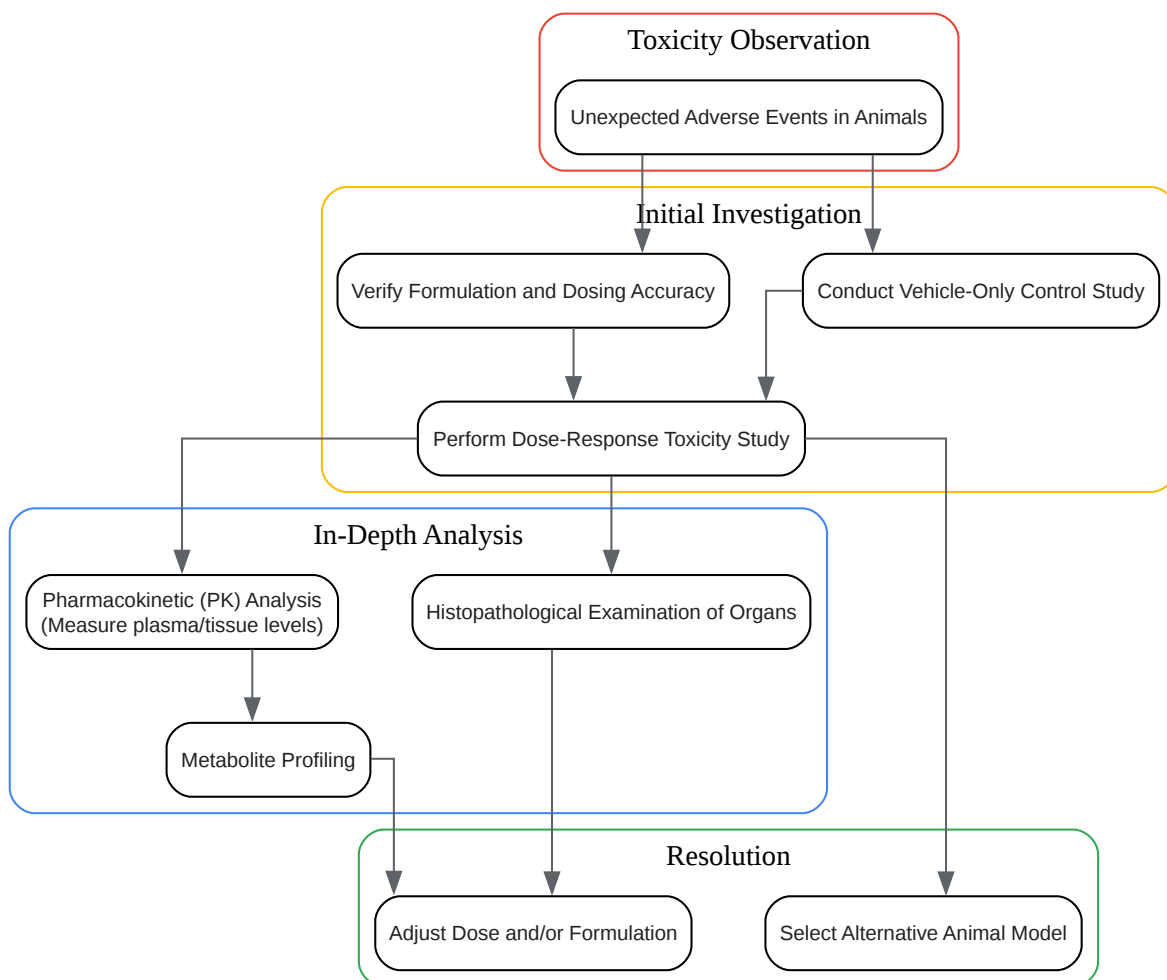 Toxicity Observation
Unexpected Adverse Events in Animals
Initial Investigation
Verify Formulation and Dosing Accuracy
Conduct Vehicle-Only Control Study
Perform Dose-Response Toxicity Study
In-Depth Analysis
Pharmacokinetic (PK) Analysis
(Measure plasma/tissue levels)
Histopathological Examination of Organs
Metabolite Profiling
Resolution
Adjust Dose and/or Formulation
Select Alternative Animal Model